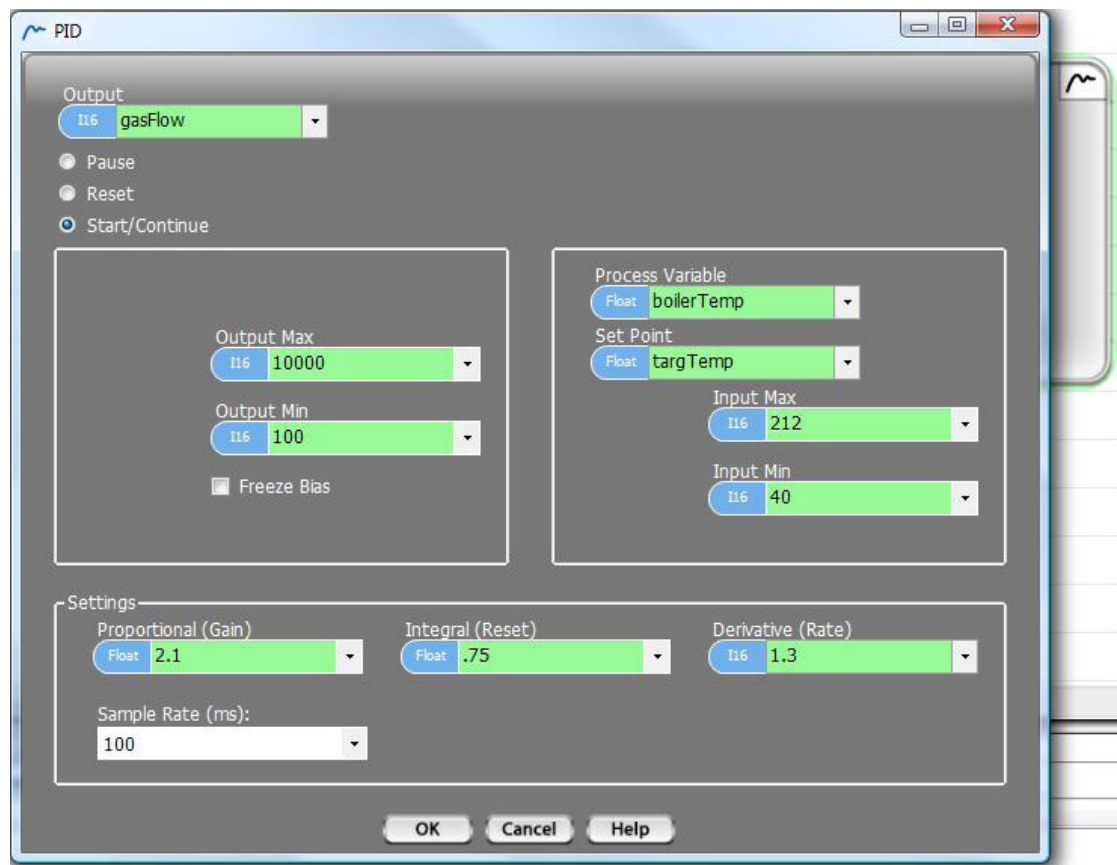 PID
Output
I16 gasFlow
Pause
Reset
Start/Continue
Output Max
I16 10000
Output Min
I16 100
Freeze Bias
Process Variable
Float boilerTemp
Set Point
Float targTemp
Input Max
I16 212
Input Min
I16 40
Settings
Proportional (Gain) Integral (Reset) Derivative (Rate)
Float 2.1 Float .75 I16 1.3
Sample Rate (ms):
100
OK Cancel Help